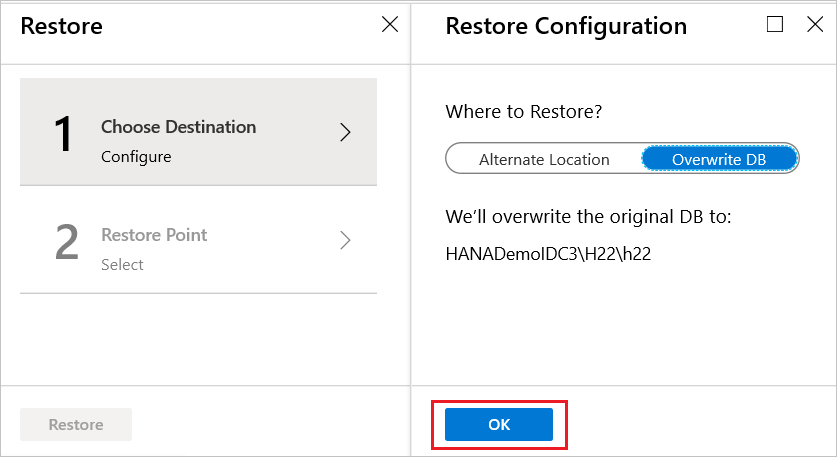 Restore
1
Choose Destination
Configure
2
Restore Point
Select
Restore
Restore Configuration
Where to Restore?
Alternate Location
Overwrite DB
We'll overwrite the original DB to:
HANADemoIDC3\H22\h22
OK